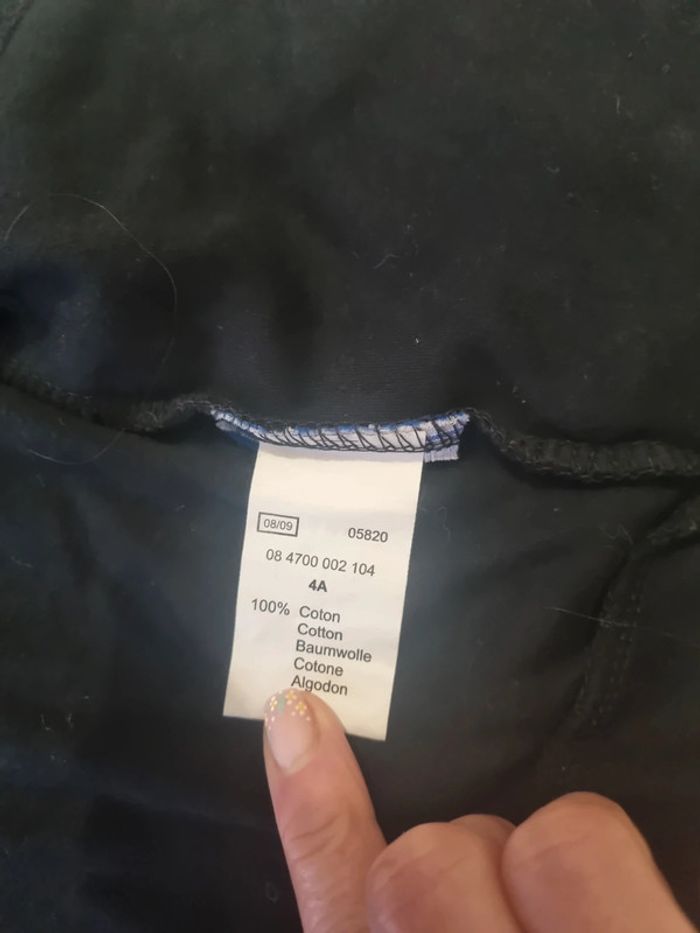 08/09 05820
08 4700 002 104
4A
100% Coton
Cotton
Baumwolle
Cotone
Algodon